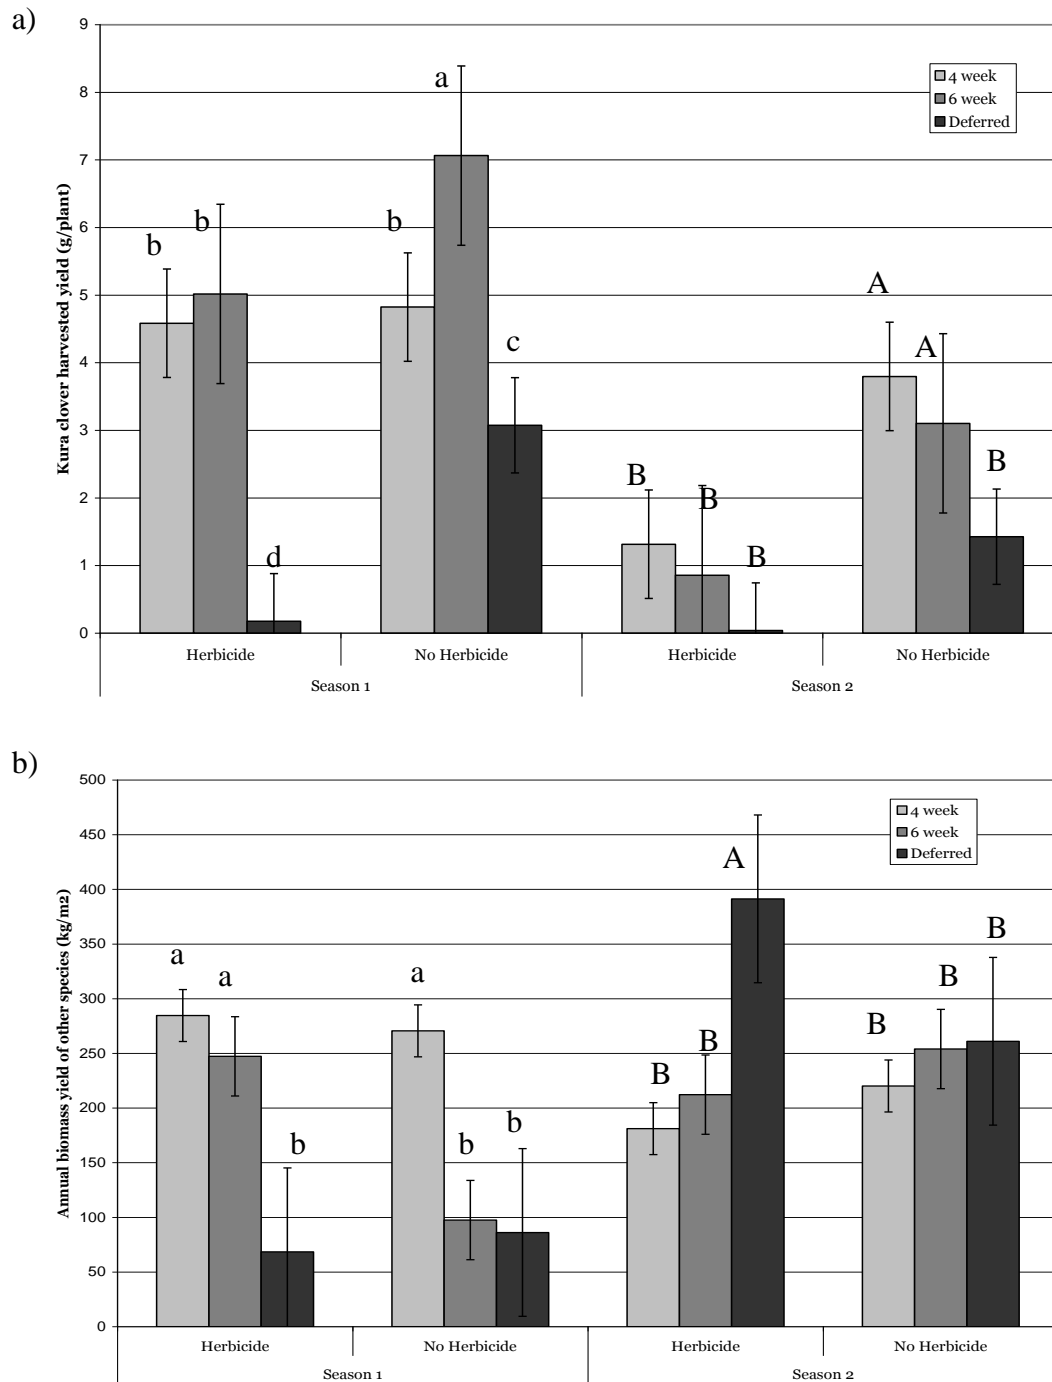 a)
Kura clover harvested yield (g/plant)
9
8
7
6
5
4
3
2
1
0
4 week
6 week
Deferred
b
b
d
b
a
c
B
B
B
A
A
B
Herbicide
No Herbicide
Herbicide
No Herbicide
Season 1
Season 2
b)
Annual biomass yield of other species (kg/m2)
500
450
400
350
300
250
200
150
100
50
0
4 week
6 week
Deferred
a
a
b
a
b
b
B
B
A
B
B
B
Herbicide
No Herbicide
Herbicide
No Herbicide
Season 1
Season 2